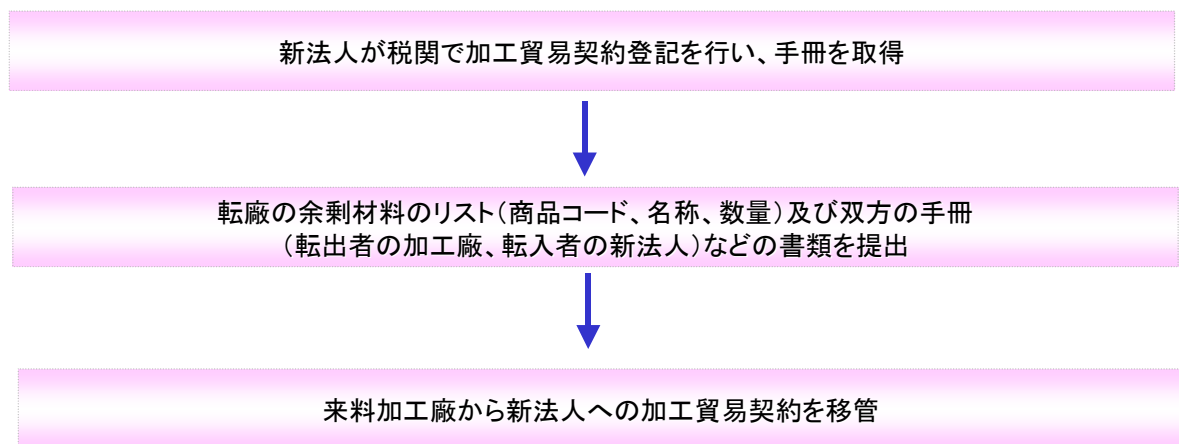 新法人が税関で加工貿易契約登記を行い、手冊を取得
転廠の余剰材料のリスト(商品コード、名称、数量)及び双方の手冊
(転出者の加工廠、転入者の新法人)などの書類を提出
来料加工廠から新法人への加工貿易契約を移管